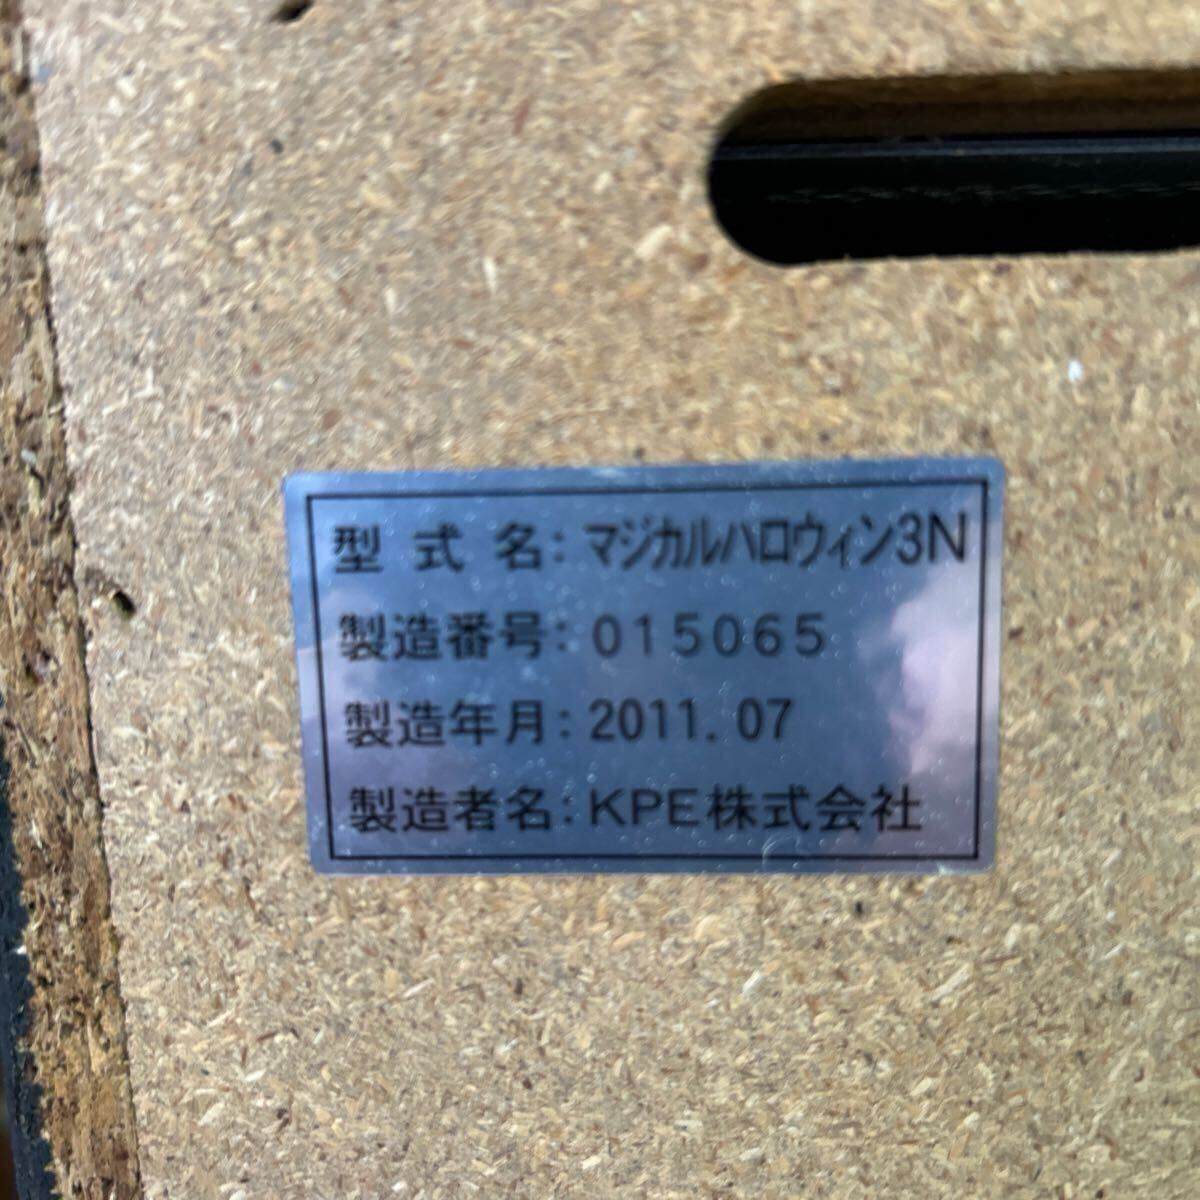 型式名：マジカルハロウィン3N
製造番号：015065
製造年月：2011.07
製造者名：KPE株式会社